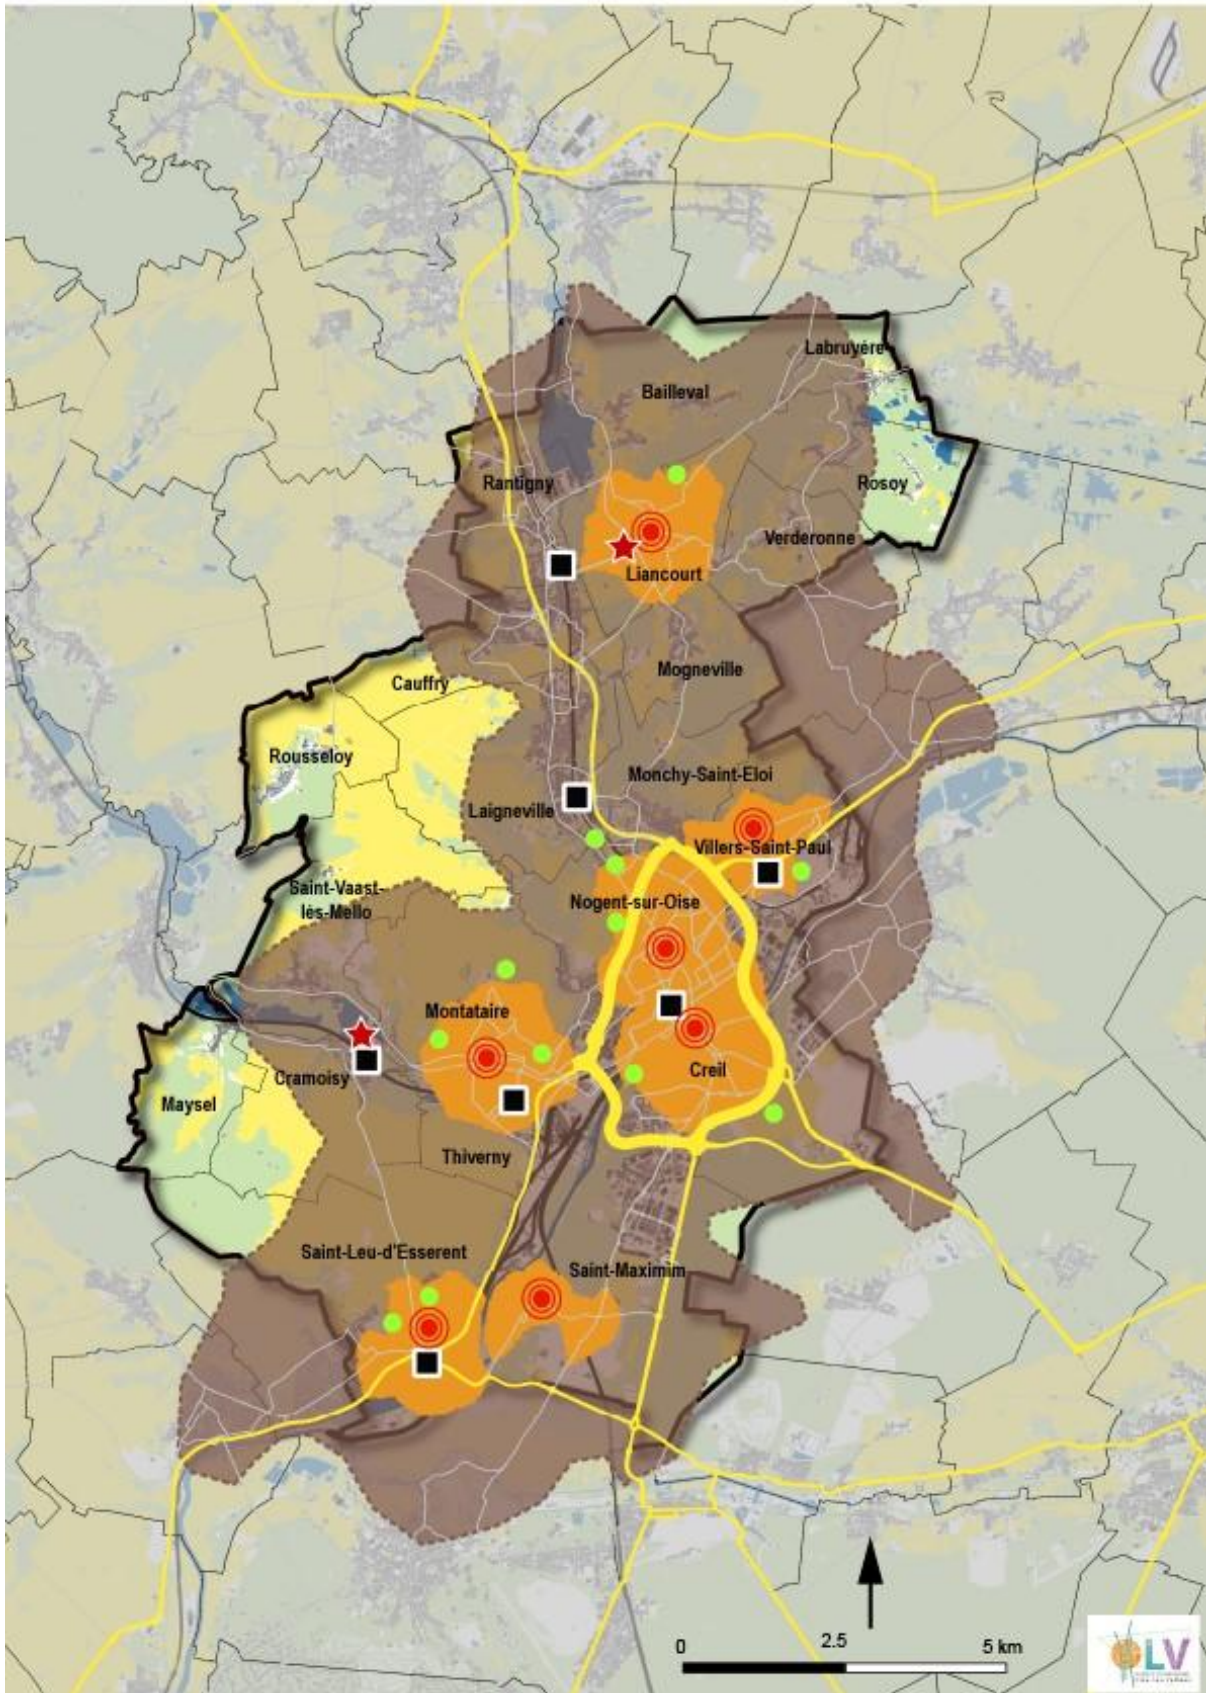 Labruyère
Bailleval
Rantigny
Rosoy
Verderonne
Liancourt
Mogneville
Cauffry
Rousseloy
Monchy-Saint-Eloi
Laigneville
Villers-Saint-Paul
Saint-Vaast-
lès-Mello
Nogent-sur-Oise
Montataire
Cramoisy
Creil
Maysel
Thiverny
Saint-Leu-d'Esserent
Saint-Maximim
0
2.5
5 km
LV